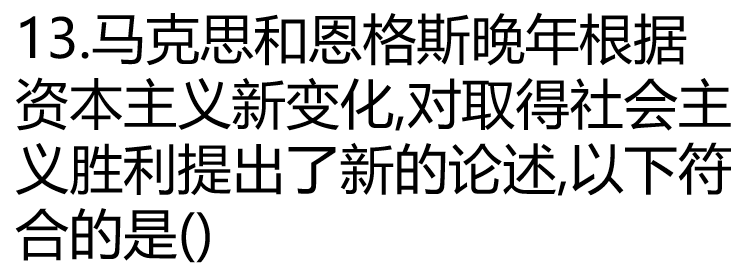 13.马克思和恩格斯晚年根据
资本主义新变化,对取得社会主
义胜利提出了新的论述,以下符
合的是()